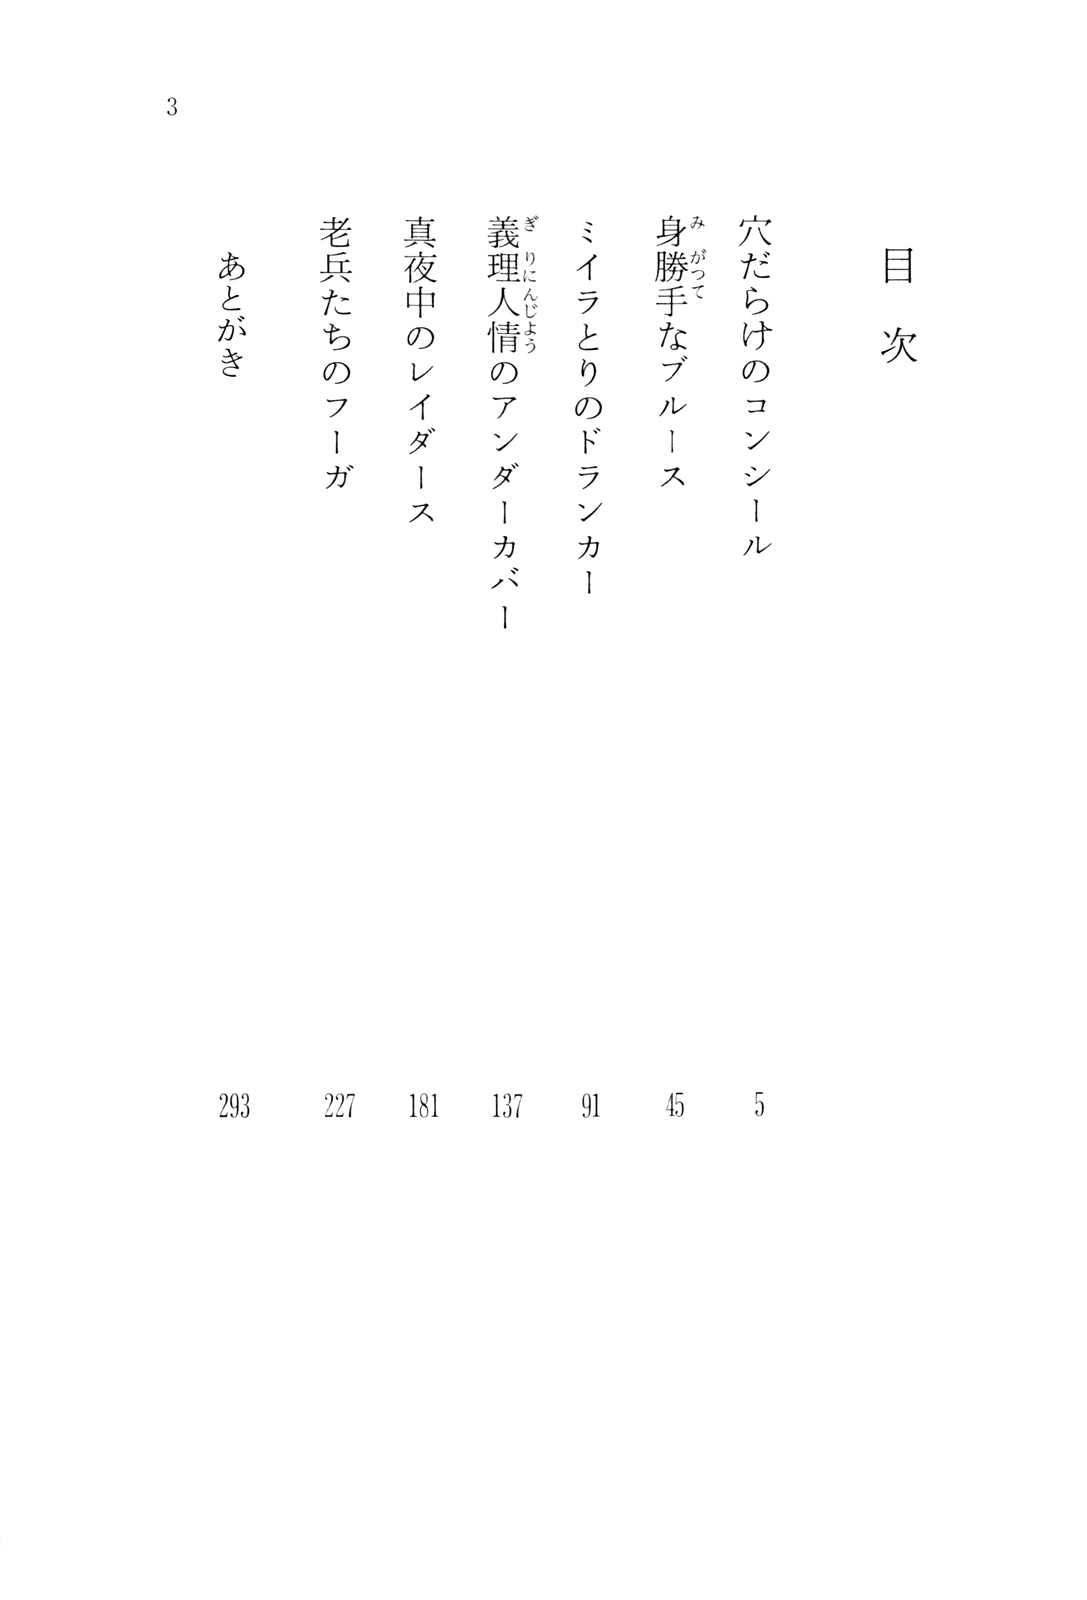 3
目次
穴だらけのコンシール 5
身勝手なブルース 45
みがつて
ミイラとりのドランカー 91
義理人情のアンダーカバー 137
ぎりにんじよう
真夜中のレイダース 181
老兵たちのフーガ 227
あとがき 293